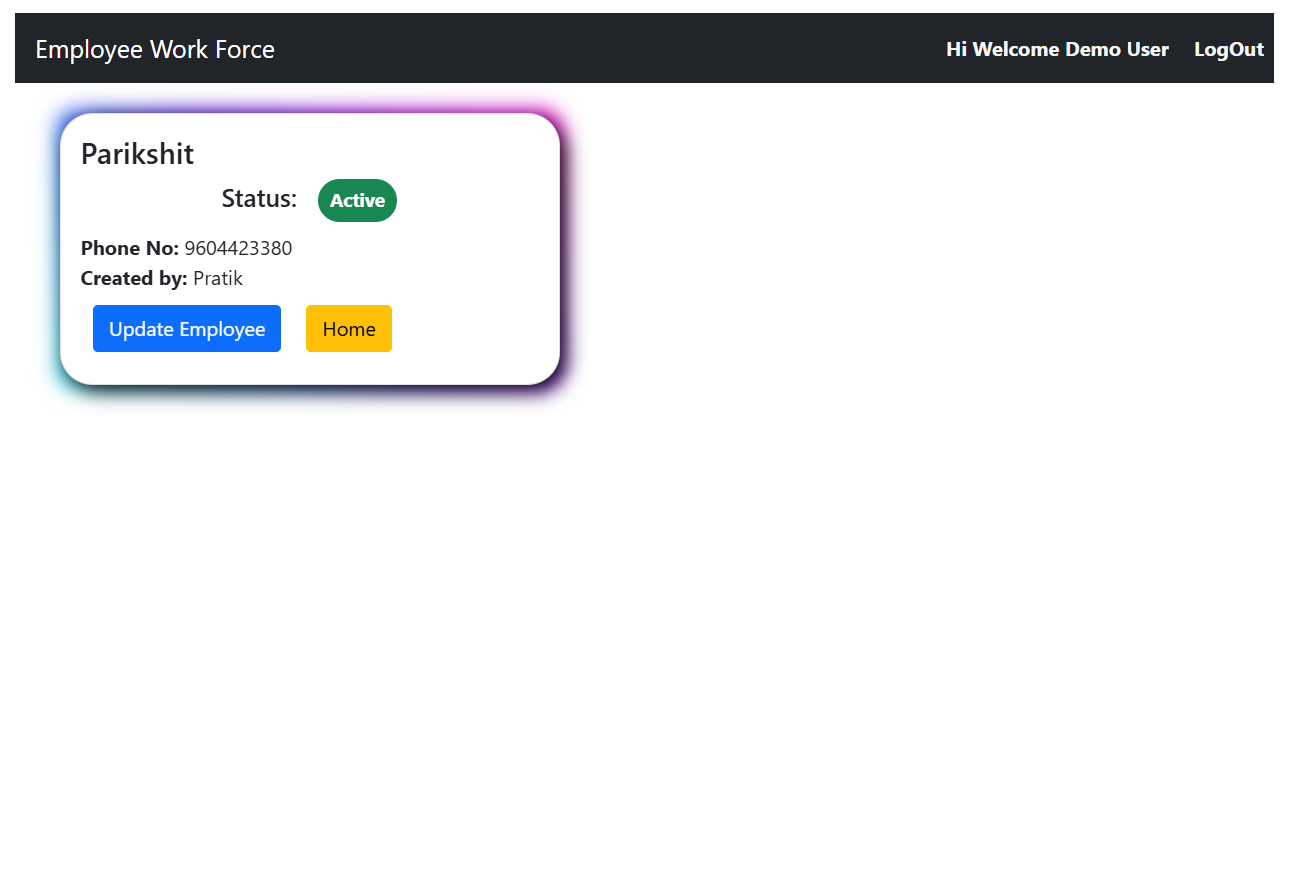 Employee Work Force Hi Welcome Demo User LogOut
Parikshit
Status: Active
Phone No: 9604423380
Created by: Pratik
Update Employee Home